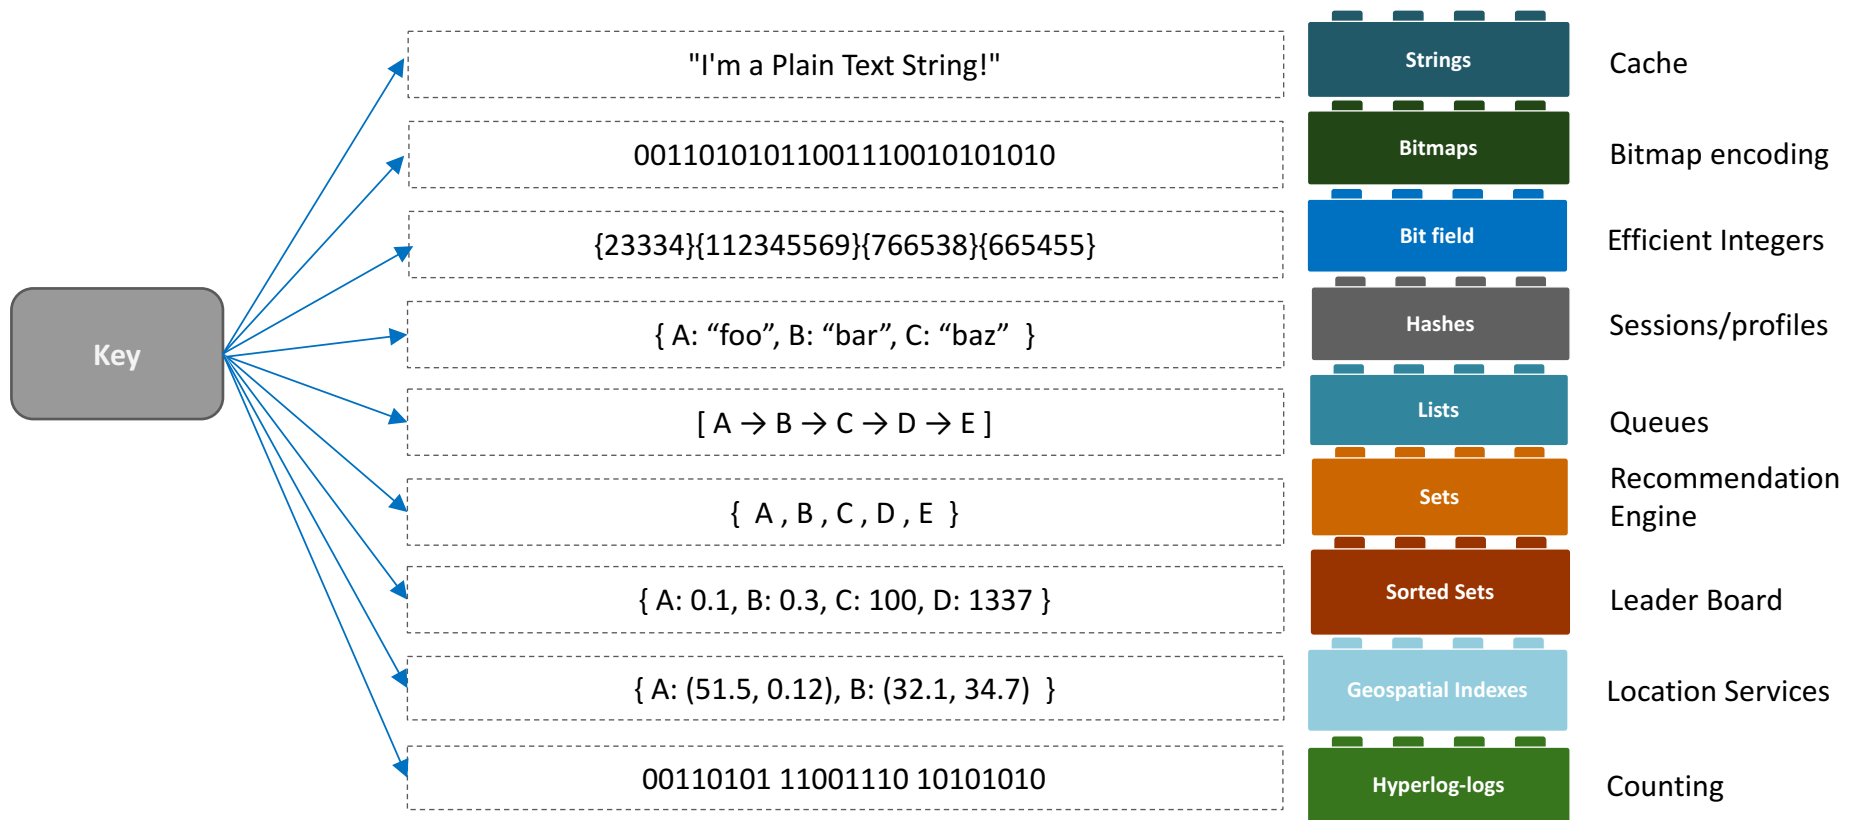 "I'm a Plain Text String!"
Strings
Cache
00110101011001110010101010
Bitmaps
Bitmap encoding
{23334}{112345569}{766538}{665455}
Bit field
Efficient Integers
Key
{ A: “foo”, B: “bar”, C: “baz” }
Hashes
Sessions/profiles
[ A → B → C → D → E ]
Lists
Queues
{ A , B , C , D , E }
Sets
Recommendation
Engine
{ A: 0.1, B: 0.3, C: 100, D: 1337 }
Sorted Sets
Leader Board
{ A: (51.5, 0.12), B: (32.1, 34.7) }
Geospatial Indexes
Location Services
00110101 11001110 10101010
Hyperlog-logs
Counting